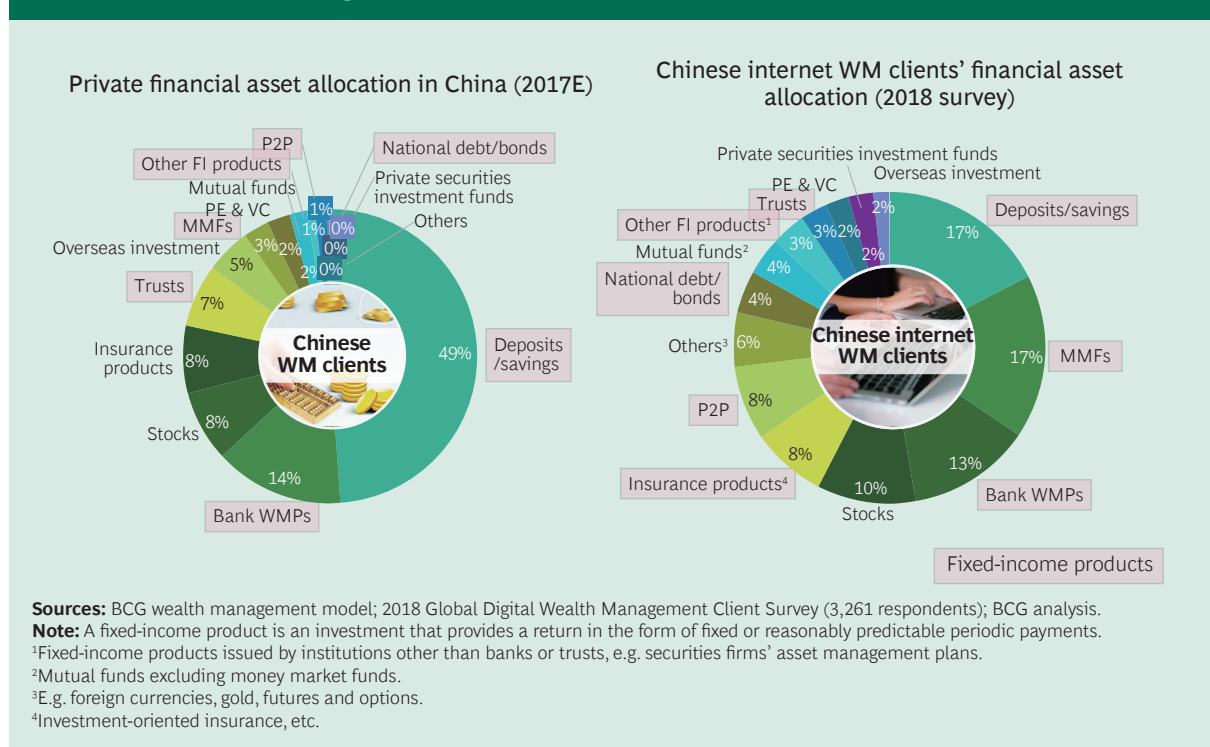 Private financial asset allocation in China (2017E)
P2P
National debt/bonds
Other FI products
Private securities
investment funds
Mutual funds
PE & VC
MMFs
Others
Overseas investment
Trusts
Insurance
products
Stocks
Bank WMPs
Deposits
/savings
1%
0%
1%
0%
2%
0%
3%
2%
5%
7%
8%
8%
14%
49%
Chinese
WM clients
Chinese internet WM clients’ financial asset
allocation (2018 survey)
Private securities investment funds
Overseas investment
PE & VC
Trusts
Other FI products¹
Mutual funds²
National debt/
bonds
Others³
P2P
Insurance products⁴
Stocks
Bank WMPs
MMFs
Deposits/savings
2%
17%
3%
2%
3%
2%
4%
4%
6%
17%
8%
8%
10%
13%
Chinese internet
WM clients
Fixed-income products
Sources: BCG wealth management model; 2018 Global Digital Wealth Management Client Survey (3,261 respondents); BCG analysis.
Note: A fixed-income product is an investment that provides a return in the form of fixed or reasonably predictable periodic payments.
¹Fixed-income products issued by institutions other than banks or trusts, e.g. securities firms’ asset management plans.
²Mutual funds excluding money market funds.
³E.g. foreign currencies, gold, futures and options.
⁴Investment-oriented insurance, etc.